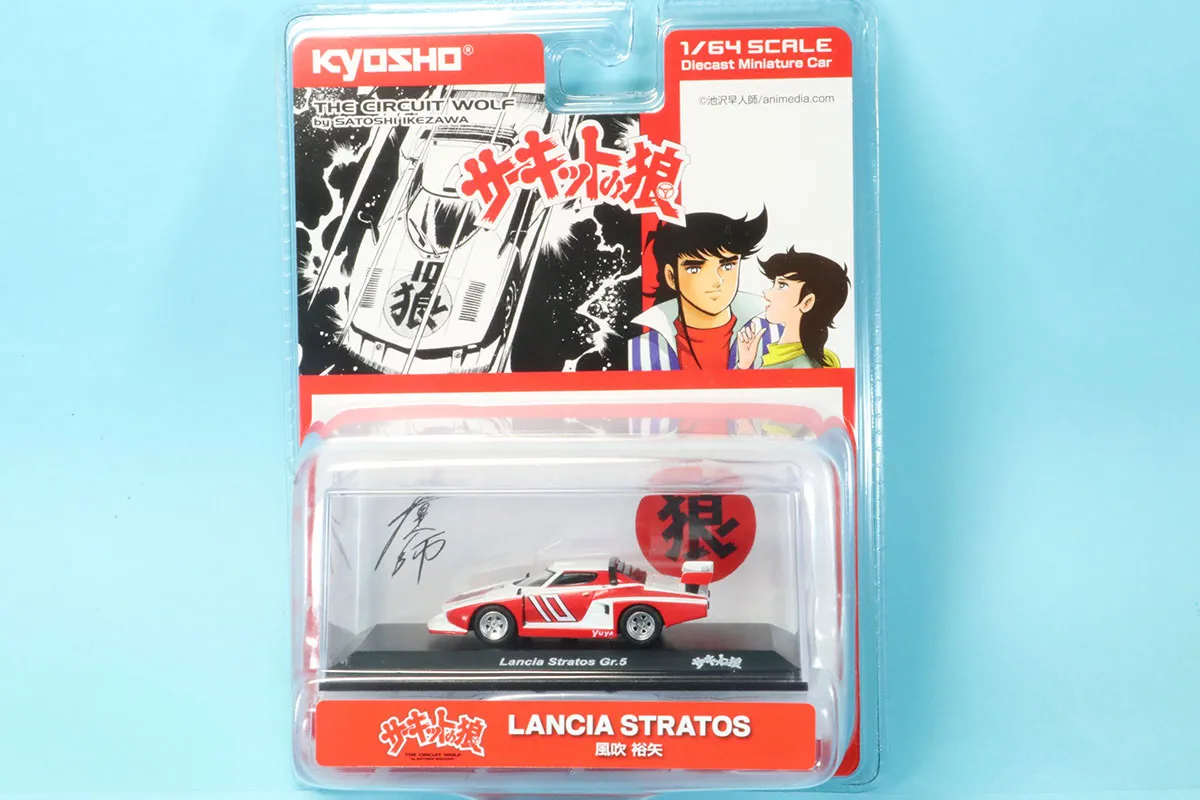 KYOSHO®
1/64 SCALE
Diecast Miniature Car
THE CIRCUIT WOLF
by SATOSHI IKEZAWA
©池沢早人師/animedia.com
サーキットの狼
10
狼
狼
10
yuya
Lancia Stratos Gr.5
サーキットの狼
サーキットの狼
THE CIRCUIT WOLF
by SATOSHI IKEZAWA
LANCIA STRATOS
風吹 裕矢